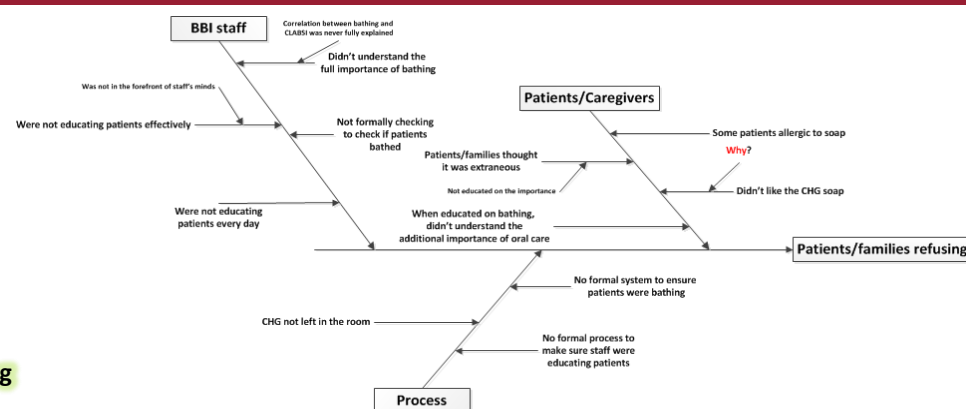 BBI staff
Correlation between bathing and
CLABSI was never fully explained
Didn't understand the
full importance of bathing
Was not in the forefront of staff's minds
Were not educating patients effectively
Not formally checking
to check if patients
bathed
Were not educating
patients every day
Patients/Caregivers
Some patients allergic to soap
Why?
Patients/families thought
it was extraneous
Not educated on the importance
Didn't like the CHG soap
When educated on bathing,
didn't understand the
additional importance of oral care
Patients/families refusing
No formal system to ensure
patients were bathing
CHG not left in the room
No formal process to
make sure staff were
educating patients
g
Process